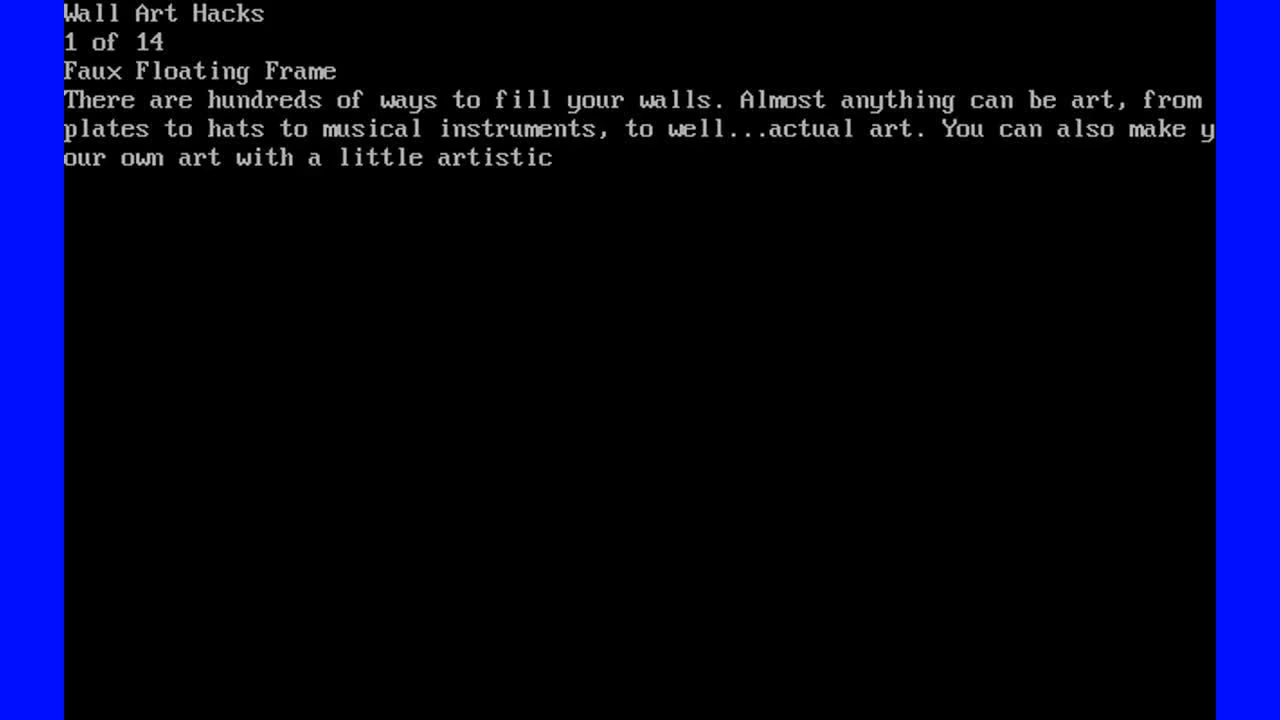 Wall Art Hacks
1 of 14
Faux Floating Frame
There are hundreds of ways to fill your walls. Almost anything can be art, from
plates to hats to musical instruments, to well...actual art. You can also make y
our own art with a little artistic